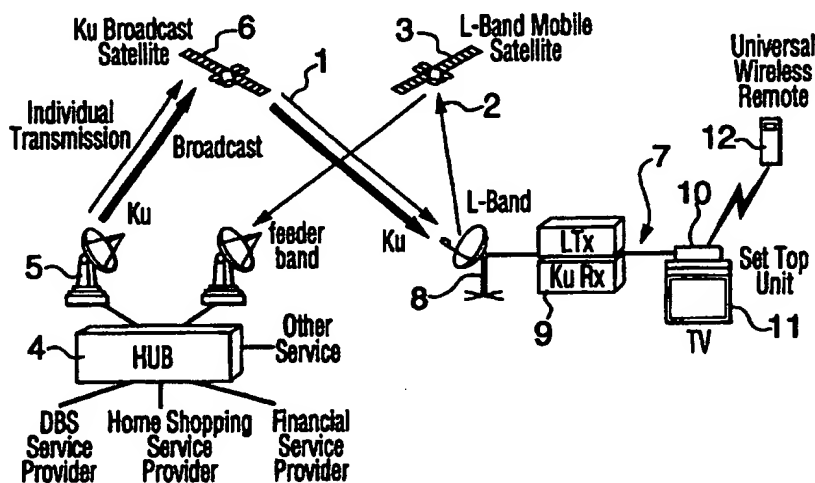 6
Ku Broadcast
Satellite
1
3
L-Band Mobile
Satellite
Universal
Wireless
Remote
12
Individual
Transmission
Broadcast
2
7
Ku
feeder
band
Ku
L-Band
LTx
Ku Rx
10
Set Top
Unit
5
8
9
11
TV
4
HUB
Other
Service
DBS
Service
Provider
Home Shopping
Service
Provider
Financial
Service
Provider